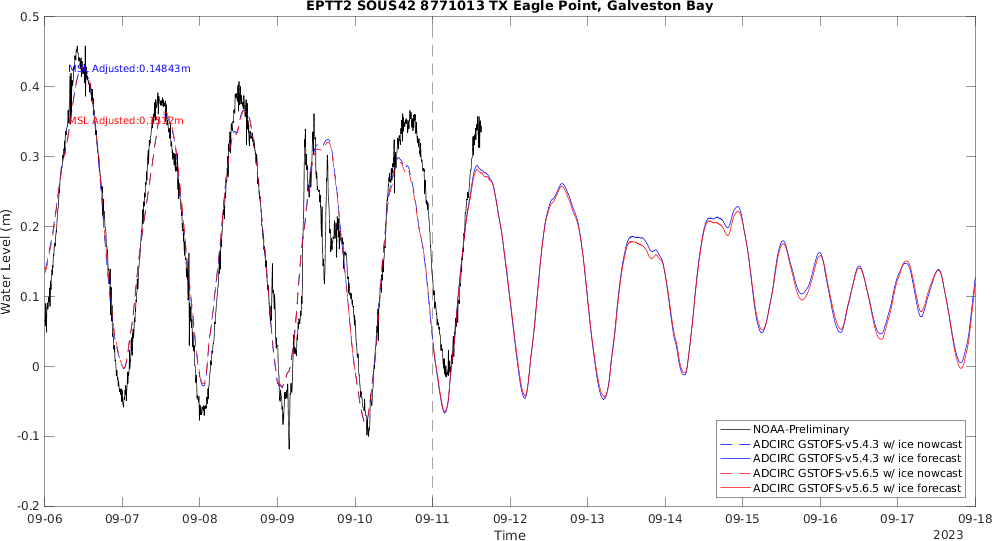 EPTT2 SOUS42 8771013 TX Eagle Point, Galveston Bay
0.5
0.4
0.3
0.2
0.1
0
-0.1
-0.2
Water Level (m)
MSL Adjusted:0.14843m
MSL
09-06
09-07
09-08
09-09
09-10
09-11
09-12
09-13
09-14
09-15
09-16
09-17
09-18
Time
2023
NOAA-Preliminary
ADCIRC GSTOFS-v5.4.3 w/ ice nowcast
ADCIRC GSTOFS-v5.4.3 w/ ice forecast
ADCIRC GSTOFS-v5.6.5 w/ ice nowcast
ADCIRC GSTOFS-v5.6.5 w/ ice forecast